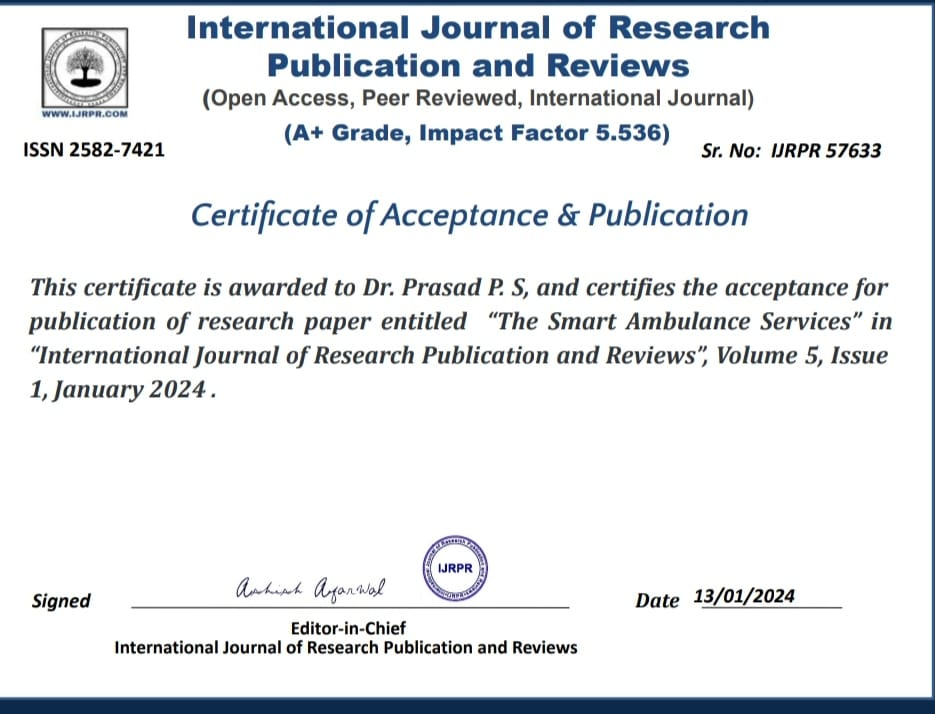 International Journal of Research
Publication and Reviews
(Open Access, Peer Reviewed, International Journal)
(A+ Grade, Impact Factor 5.536)
WWW.IJRPR.COM
ISSN 2582-7421
Sr. No: IJRPR 57633
Certificate of Acceptance & Publication
This certificate is awarded to Dr. Prasad P. S, and certifies the acceptance for
publication of research paper entitled “The Smart Ambulance Services” in
“International Journal of Research Publication and Reviews”, Volume 5, Issue
1, January 2024 .
IJRPR
Signed
Ashish Agarwal
Date 13/01/2024
Editor-in-Chief
International Journal of Research Publication and Reviews